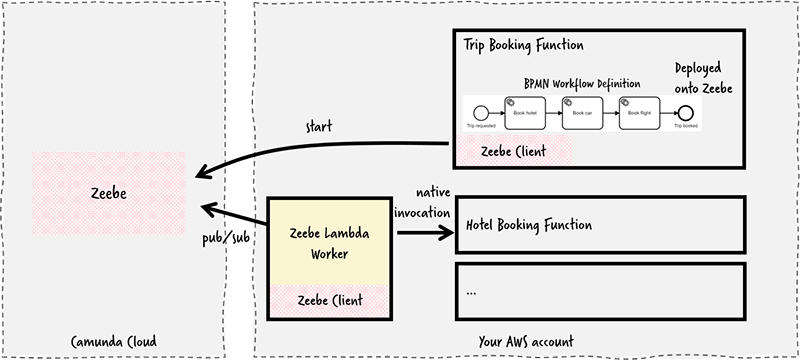 Trip Booking Function
Deployed
onto Zeebe
BPMN Workflow Definition
Book hotel
Book car
Book flight
Trip requested
Trip booked
Zeebe Client
start
Zeebe
native
invocation
pub/sub
Zeebe Lambda
Worker
Zeebe Client
Hotel Booking Function
...
Camunda Cloud
Your AWS account